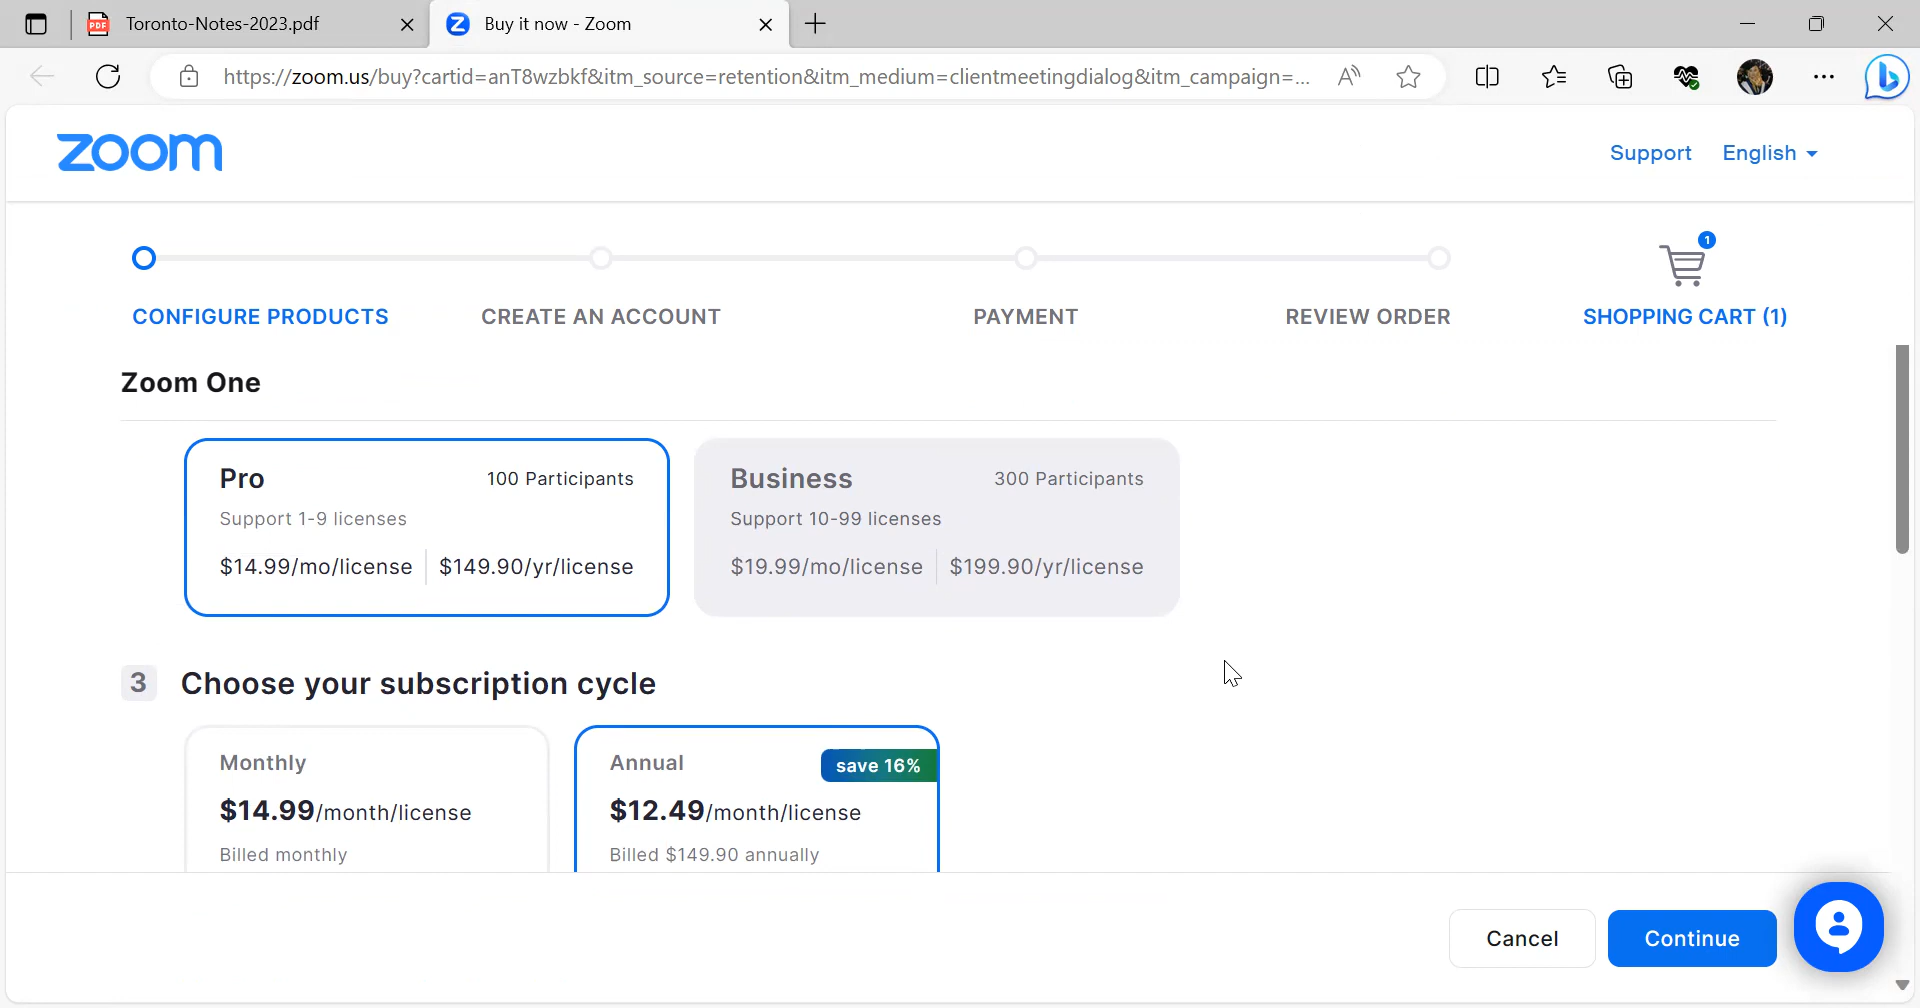 Toronto-Notes-2023.pdf
Buy it now - Zoom
https://zoom.us/buy?cartid=anT8wzbkf&itm_source=retention&itm_medium=clientmeetingdialog&itm_campaign=...
zoom
Support English
1
CONFIGURE PRODUCTS CREATE AN ACCOUNT PAYMENT REVIEW ORDER SHOPPING CART (1)
Zoom One
Pro 100 Participants
Support 1-9 licenses
$14.99/mo/license $149.90/yr/license
Business 300 Participants
Support 10-99 licenses
$19.99/mo/license $199.90/yr/license
3 Choose your subscription cycle
Monthly
$14.99/month/license
Billed monthly
Annual save 16%
$12.49/month/license
Billed $149.90 annually
Cancel Continue